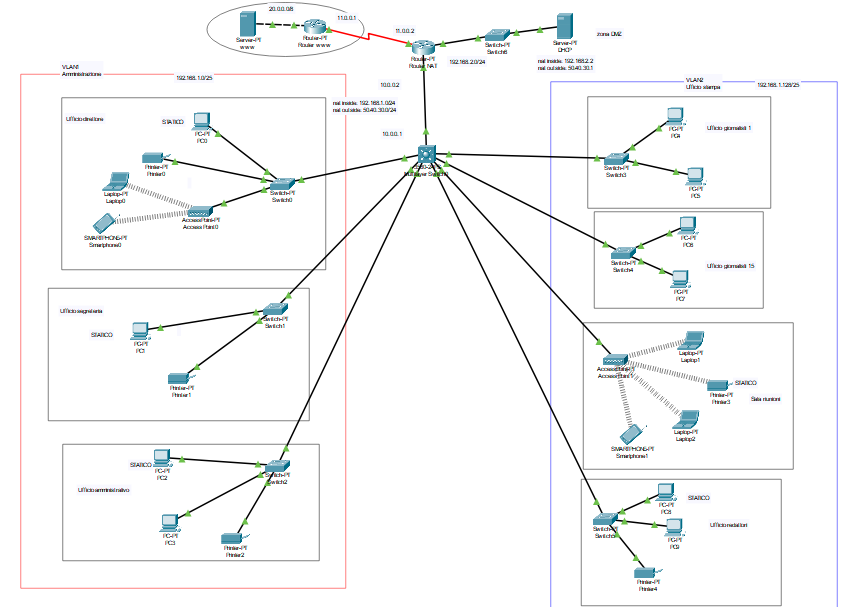 20.0.0.0/8
11.0.0.1
Server-PT
www
Router-PT
Router www
11.0.0.2
Router-PT
Router NAT
Switch-PT
Switch6
Server-PT
DHCP
zona DMZ
192.168.2.0/24
nat inside: 192.168.2.2
nat outside: 50.40.30.1
10.0.0.2
nat inside: 192.168.1.0/24
nat outside: 50.40.30.0/24
10.0.0.1
Multilayer Switch0
VLAN1
Amministrazione
192.168.1.0/25
Ufficio direttore
STATICO
PC-PT
PC0
Printer-PT
Printer0
Laptop-PT
Laptop0
SMARTPHONE-PT
Smartphone0
AccessPoint-PT
Access Point0
Switch-PT
Switch0
Ufficio segretaria
STATICO
PC-PT
PC1
Switch-PT
Switch1
Printer-PT
Printer1
STATICO
PC-PT
PC2
Switch-PT
Switch2
Ufficio amministrativo
PC-PT
PC3
Printer-PT
Printer2
VLAN2
Ufficio stampa
192.168.1.128/25
PC-PT
PC4
Ufficio giornalisti 1
Switch-PT
Switch3
PC-PT
PC5
PC-PT
PC6
Switch-PT
Switch4
Ufficio giornalisti 15
PC-PT
PC7
Laptop-PT
Laptop1
AccessPoint-PT
STATICO
Printer-PT
Printer3
Sala riunioni
Laptop-PT
Laptop2
SMARTPHONE-PT
Smartphone1
STATICO
PC-PT
PC8
Switch-PT
Switch5
PC-PT
PC9
Ufficio redattori
Printer-PT
Printer4